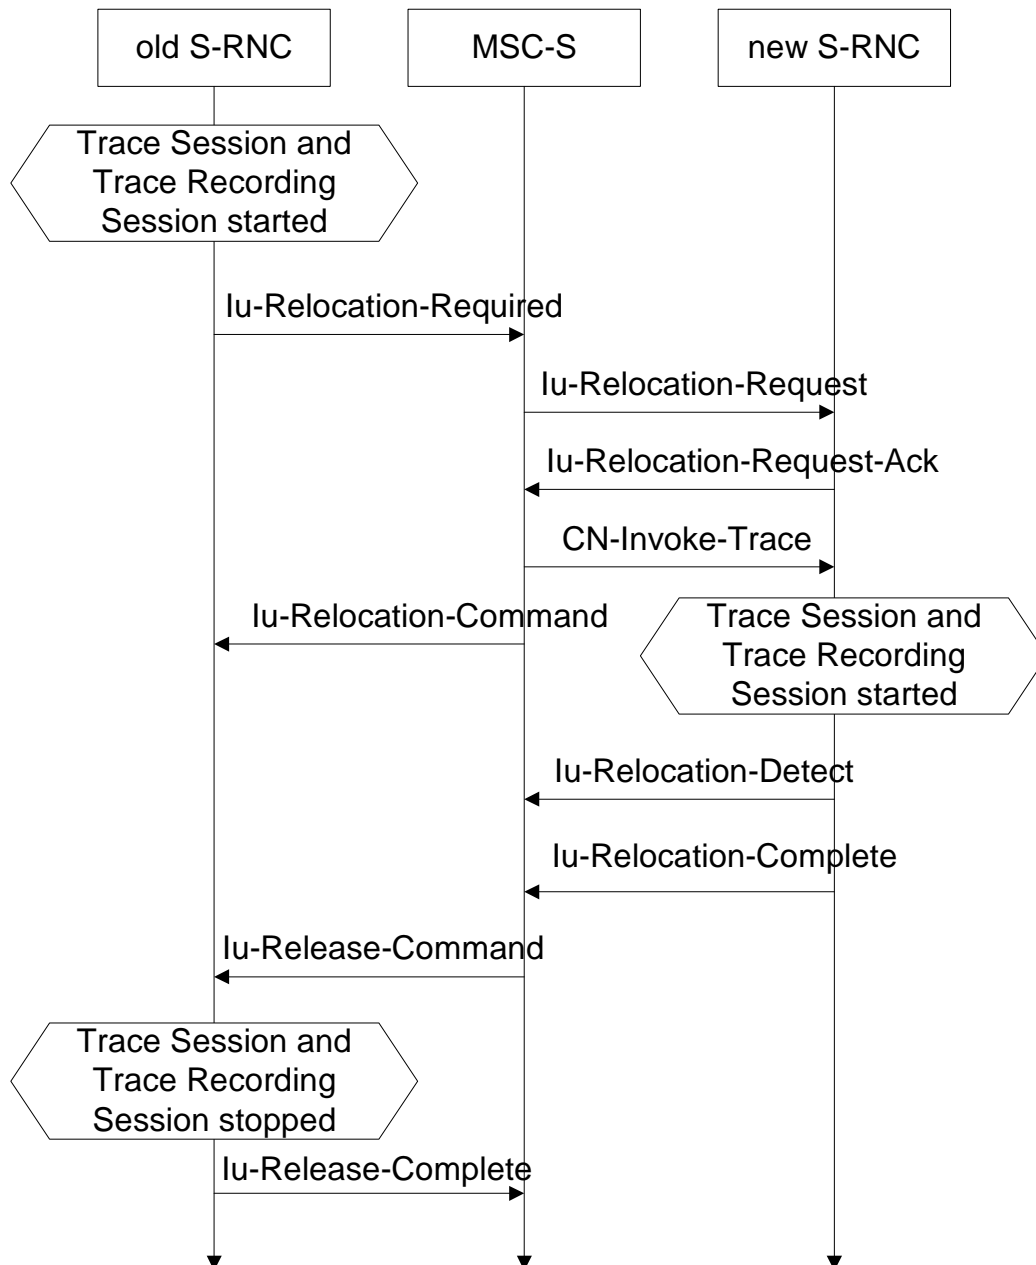 old S-RNC
MSC-S
new S-RNC
Trace Session and
Trace Recording
Session started
Iu-Relocation-Required
Iu-Relocation-Request
Iu-Relocation-Request-Ack
CN-Invoke-Trace
Iu-Relocation-Command
Trace Session and
Trace Recording
Session started
Iu-Relocation-Detect
Iu-Relocation-Complete
Iu-Release-Command
Trace Session and
Trace Recording
Session stopped
Iu-Release-Complete